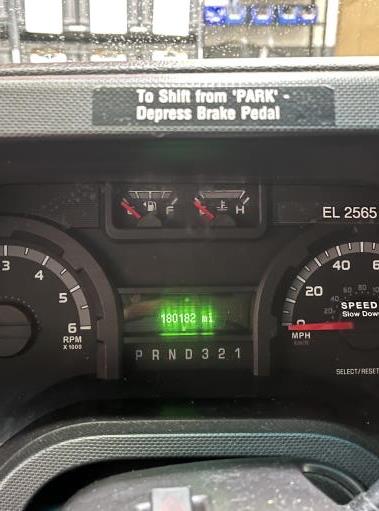 To Shift from 'PARK' -
Depress Brake Pedal
F
H
EL 2565
3
4
5
6
RPM
X 1000
180182 mi
P R N D 3 2 1
20
40
60
0
MPH
SPEED
Slow Down
SELECT/RESET